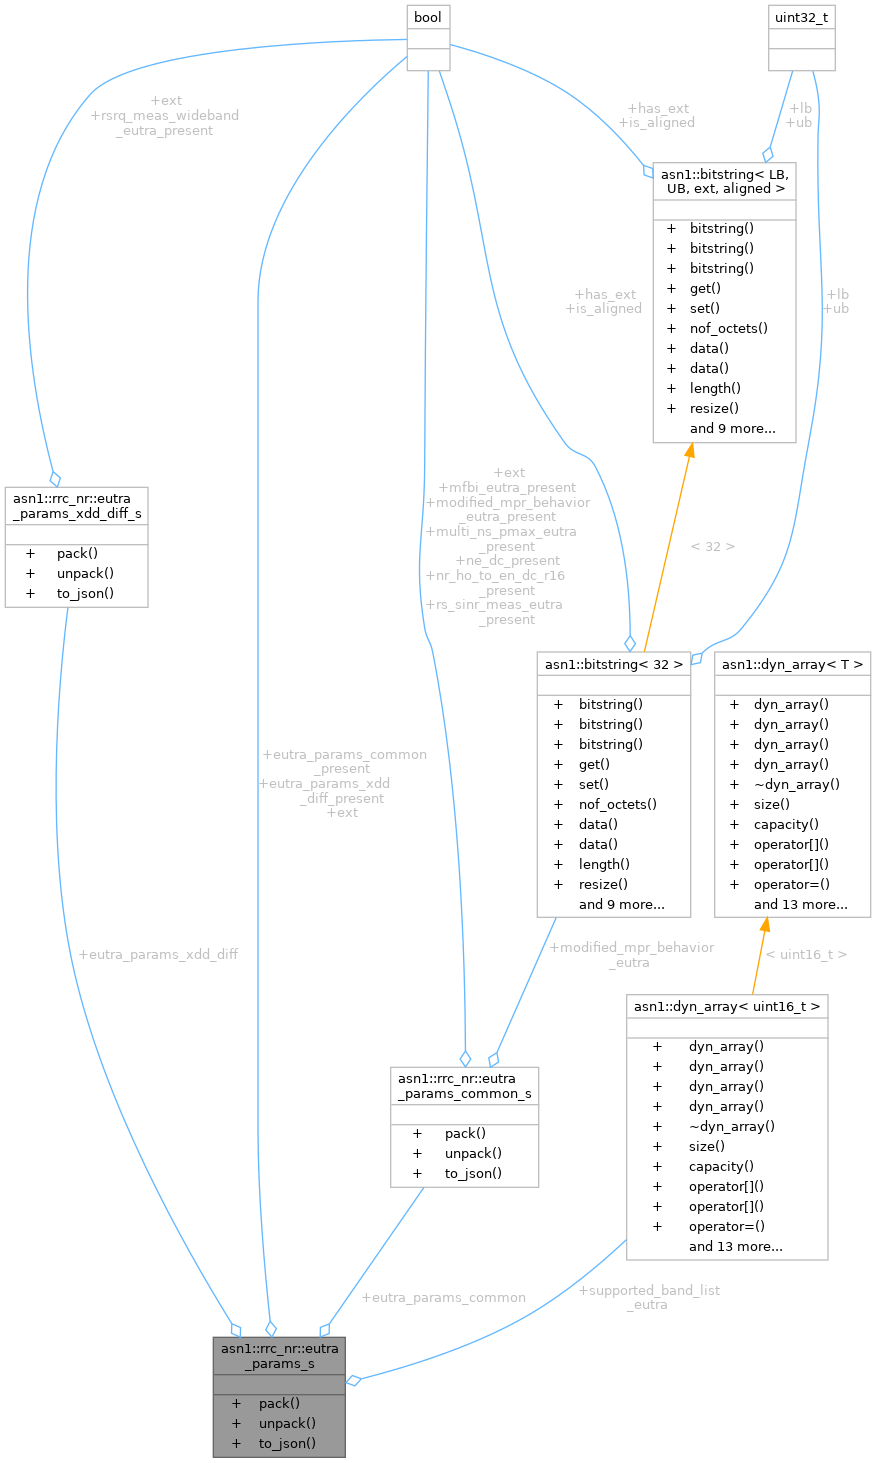 bool
uint32_t
+ext
+rsrq_meas_wideband
_eutra_present
+has_ext
+is_aligned
+lb
+ub
asn1::bitstring< LB,
UB, ext, aligned >
+ bitstring()
+ bitstring()
+ bitstring()
+ get()
+ set()
+ nof_octets()
+ data()
+ data()
+ length()
+ resize()
and 9 more...
+has_ext
+is_aligned
+lb
+ub
asn1::rrc_nr::eutra
_params_xdd_diff_s
+ pack()
+ unpack()
+ to_json()
+ext
+mfbi_eutra_present
+modified_mpr_behavior
_eutra_present
+multi_ns_pmax_eutra
_present
+ne_dc_present
+nr_ho_to_en_dc_r16
_present
+rs_sinr_meas_eutra
_present
< 32 >
asn1::bitstring< 32 >
+ bitstring()
+ bitstring()
+ bitstring()
+ get()
+ set()
+ nof_octets()
+ data()
+ data()
+ length()
+ resize()
and 9 more...
asn1::dyn_array< T >
+ dyn_array()
+ dyn_array()
+ dyn_array()
+ dyn_array()
+ ~dyn_array()
+ size()
+ capacity()
+ operator[]()
+ operator[]()
+ operator=()
and 13 more...
+eutra_params_common
_present
+eutra_params_xdd
_diff_present
+ext
+eutra_params_xdd_diff
+modified_mpr_behavior
_eutra
< uint16_t >
asn1::dyn_array< uint16_t >
+ dyn_array()
+ dyn_array()
+ dyn_array()
+ dyn_array()
+ ~dyn_array()
+ size()
+ capacity()
+ operator[]()
+ operator[]()
+ operator=()
and 13 more...
asn1::rrc_nr::eutra
_params_common_s
+ pack()
+ unpack()
+ to_json()
+eutra_params_common
+supported_band_list
_eutra
asn1::rrc_nr::eutra
_params_s
+ pack()
+ unpack()
+ to_json()